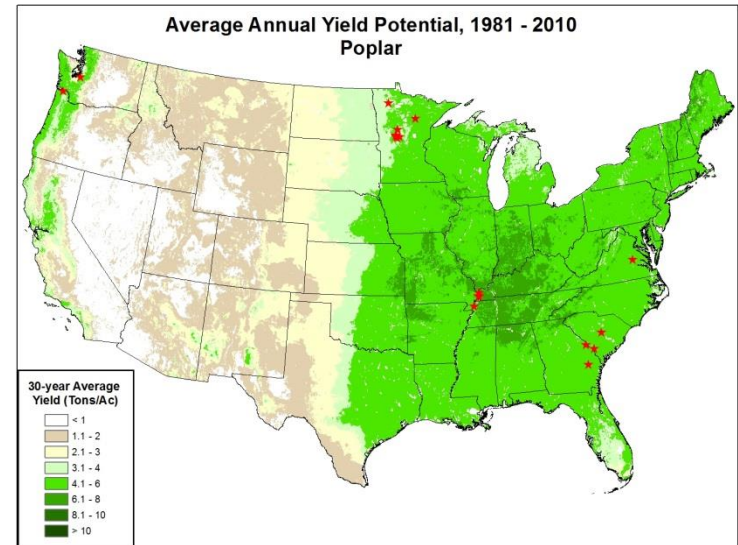 Average Annual Yield Potential, 1981 - 2010
Poplar
30-year Average
Yield (Tons/Ac)
< 1
1.1 - 2
2.1 - 3
3.1 - 4
4.1 - 6
6.1 - 8
8.1 - 10
> 10